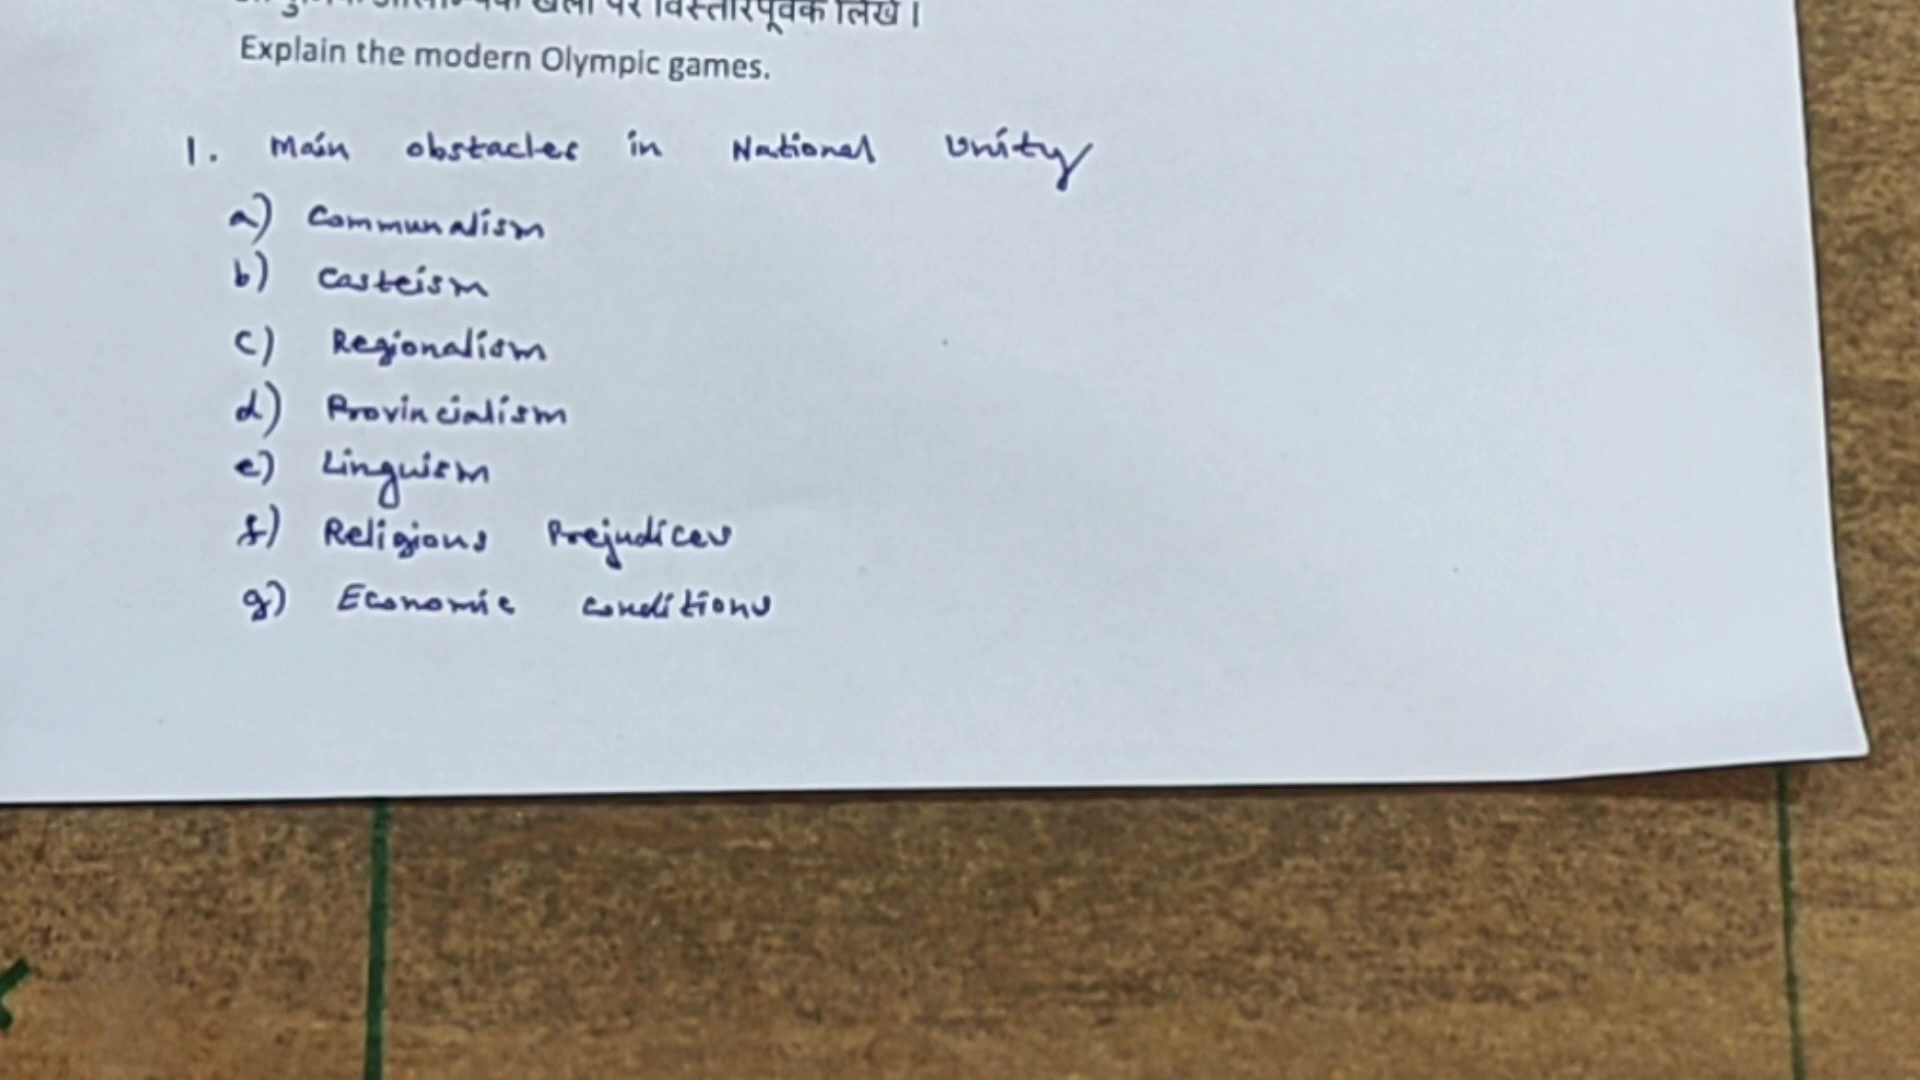 पर विस्तारपूर्वक लिखें।
Explain the modern Olympic games.
1. Main obstacles in National Unity
a) Communalism
b) Casteism
c) Regionalism
d) Provincialism
e) Linguism
f) Religious Prejudices
g) Economic conditions